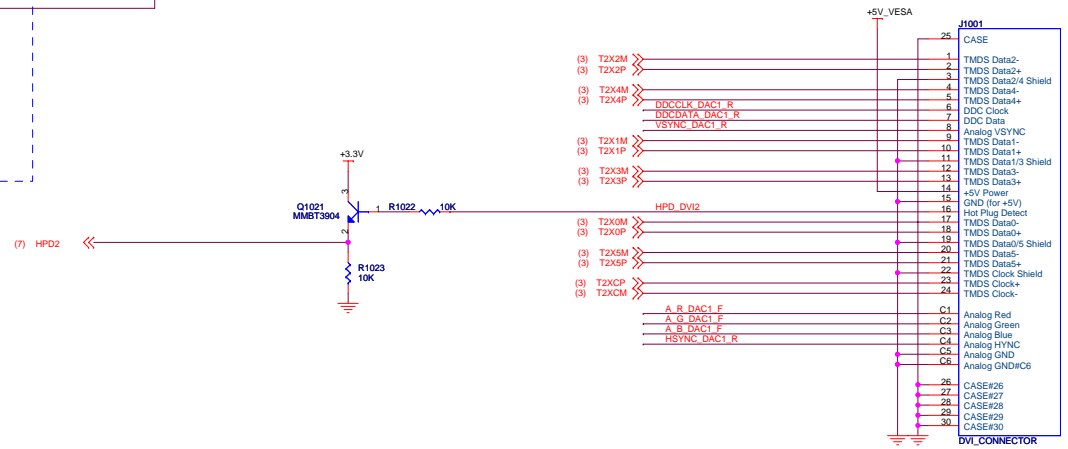 +5V_VESA
J1001
25 CASE
(3) T2X2M 1 TMDS Data2-
(3) T2X2P 2 TMDS Data2+
3 TMDS Data2/4 Shield
(3) T2X4M 4 TMDS Data4-
(3) T2X4P 5 TMDS Data4+
DDCCLK_DAC1_R 6 DDC Clock
DDCDATA_DAC1_R 7 DDC Data
VSYNC_DAC1_R 8 Analog VSYNC
(3) T2X1M 9 TMDS Data1-
(3) T2X1P 10 TMDS Data1+
11 TMDS Data1/3 Shield
(3) T2X3M 12 TMDS Data3-
(3) T2X3P 13 TMDS Data3+
14 +5V Power
15 GND (for +5V)
+3.3V
3
Q1021
MMBT3904
1 R1022 10K
HPD_DVI2 16 Hot Plug Detect
2
(3) T2X0M 17 TMDS Data0-
(3) T2X0P 18 TMDS Data0+
(7) HPD2
19 TMDS Data0/5 Shield
(3) T2X5M 20 TMDS Data5-
(3) T2X5P 21 TMDS Data5+
R1023
10K
22 TMDS Clock Shield
(3) T2XCP 23 TMDS Clock+
(3) T2XCM 24 TMDS Clock-
A_R_DAC1_F C1 Analog Red
A_G_DAC1_F C2 Analog Green
A_B_DAC1_F C3 Analog Blue
HSYNC_DAC1_R C4 Analog HYNC
C5 Analog GND
C6 Analog GND#C6
26 CASE#26
27 CASE#27
28 CASE#28
29 CASE#29
30 CASE#30
DVI_CONNECTOR